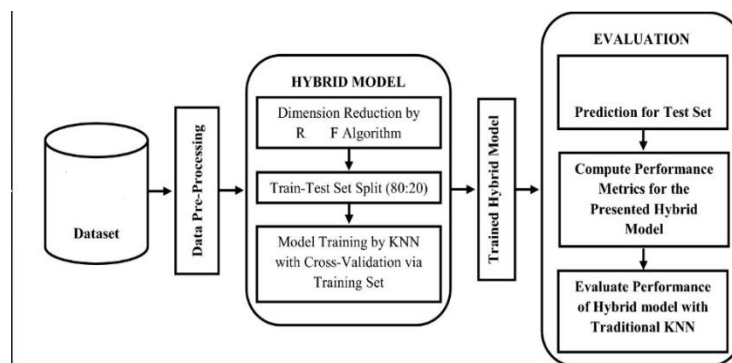 Dataset
Data Pre-Processing
HYBRID MODEL
Dimension Reduction by
R F Algorithm
Train-Test Set Split (80:20)
Model Training by KNN
with Cross-Validation via
Training Set
Trained Hybrid Model
EVALUATION
Prediction for Test Set
Compute Performance
Metrics for the
Presented Hybrid
Model
Evaluate Performance
of Hybrid model with
Traditional KNN